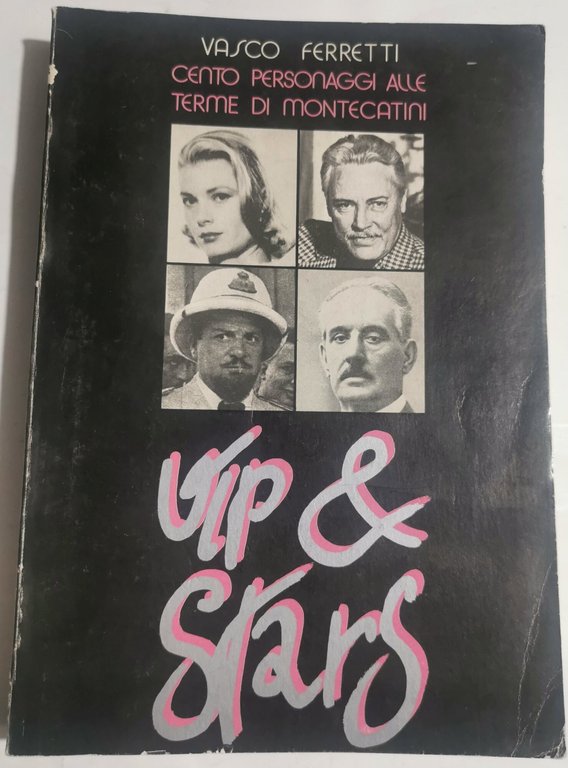 VASCO FERRETTI
CENTO PERSONAGGI ALLE
TERME DI MONTECATINI
Vip &
Stars